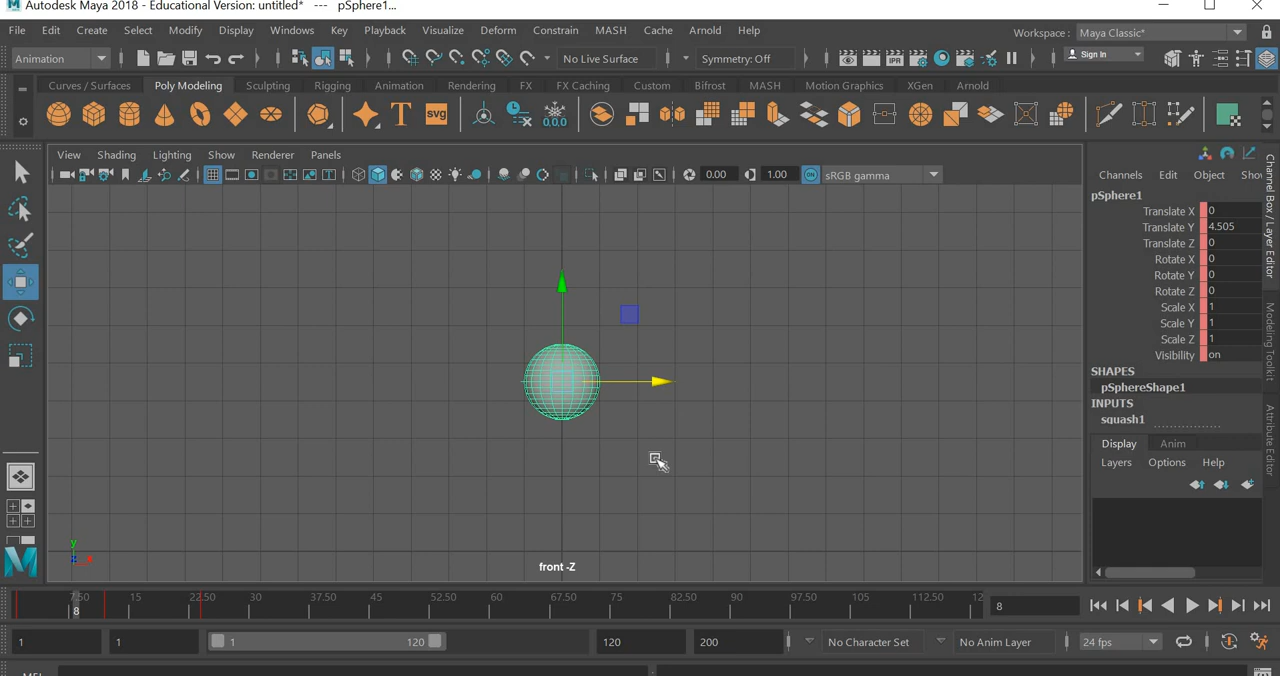 Autodesk Maya 2018 - Educational Version: untitled* --- pSphere1...
File Edit Create Select Modify Display Windows Key Playback Visualize Deform Constrain MASH Cache Arnold Help Workspace : Maya Classic*
Animation No Live Surface Symmetry: Off Sign In
Curves / Surfaces Poly Modeling Sculpting Rigging Animation Rendering FX FX Caching Custom Bifrost MASH Motion Graphics XGen Arnold
T SVG 0,0,0
View Shading Lighting Show Renderer Panels
IPR
0.00 1.00 ON sRGB gamma
Channels Edit Object Show
pSphere1
Translate X 0
Translate Y 4.505
Translate Z 0
Rotate X 0
Rotate Y 0
Rotate Z 0
Scale X 1
Scale Y 1
Scale Z 1
Visibility on
SHAPES
pSphereShape1
INPUTS
squash1
Display Anim
Layers Options Help
Channel Box / Layer Editor
Modeling Toolkit
Attribute Editor
y
front -Z
7.50 15 22.50 30 37.50 45 52.50 60 67.50 75 82.50 90 97.50 105 112.50 12
8 8
1 1 1 120 120 200 No Character Set No Anim Layer 24 fps
MEL